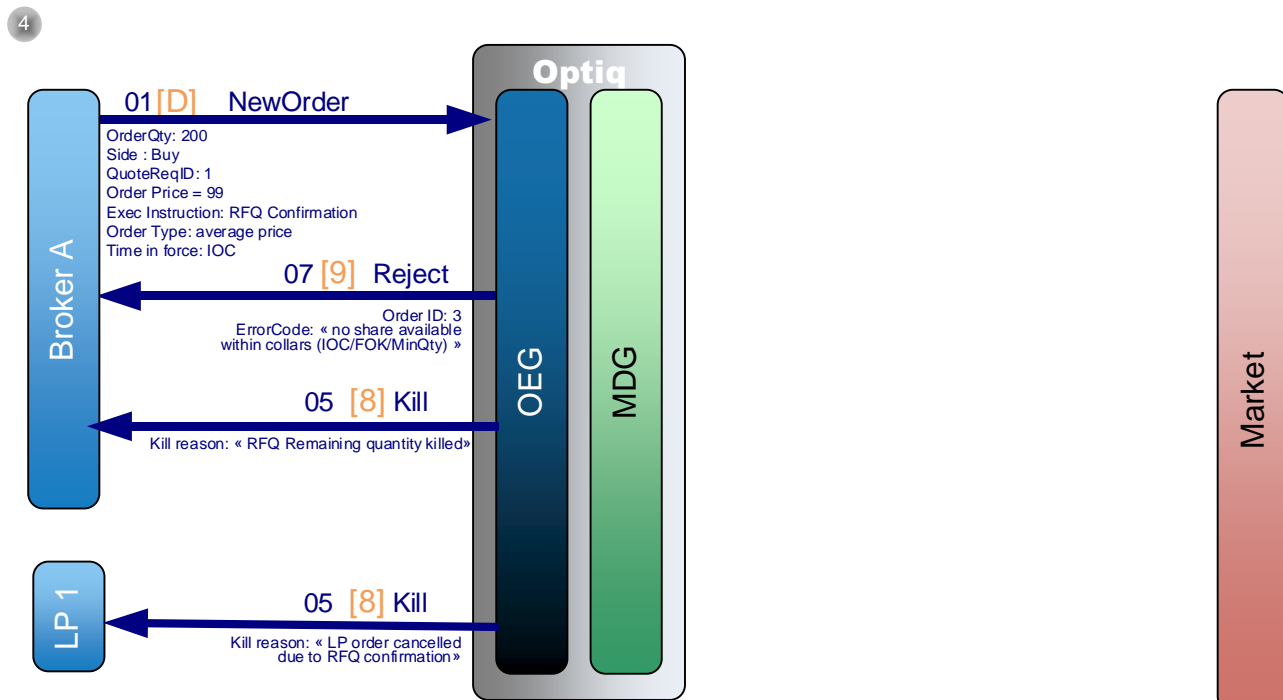 4
Optiq
01 [D] NewOrder
OrderQty: 200
Side : Buy
QuoteReqID: 1
Order Price = 99
Exec Instruction: RFQ Confirmation
Order Type: average price
Time in force: IOC
07 [9] Reject
Order ID: 3
ErrorCode: « no share available
within collars (IOC/FOK/MinQty) »
05 [8] Kill
Kill reason: « RFQ Remaining quantity killed»
05 [8] Kill
Kill reason: « LP order cancelled
due to RFQ confirmation»
Broker A
LP 1
OEG
MDG
Market